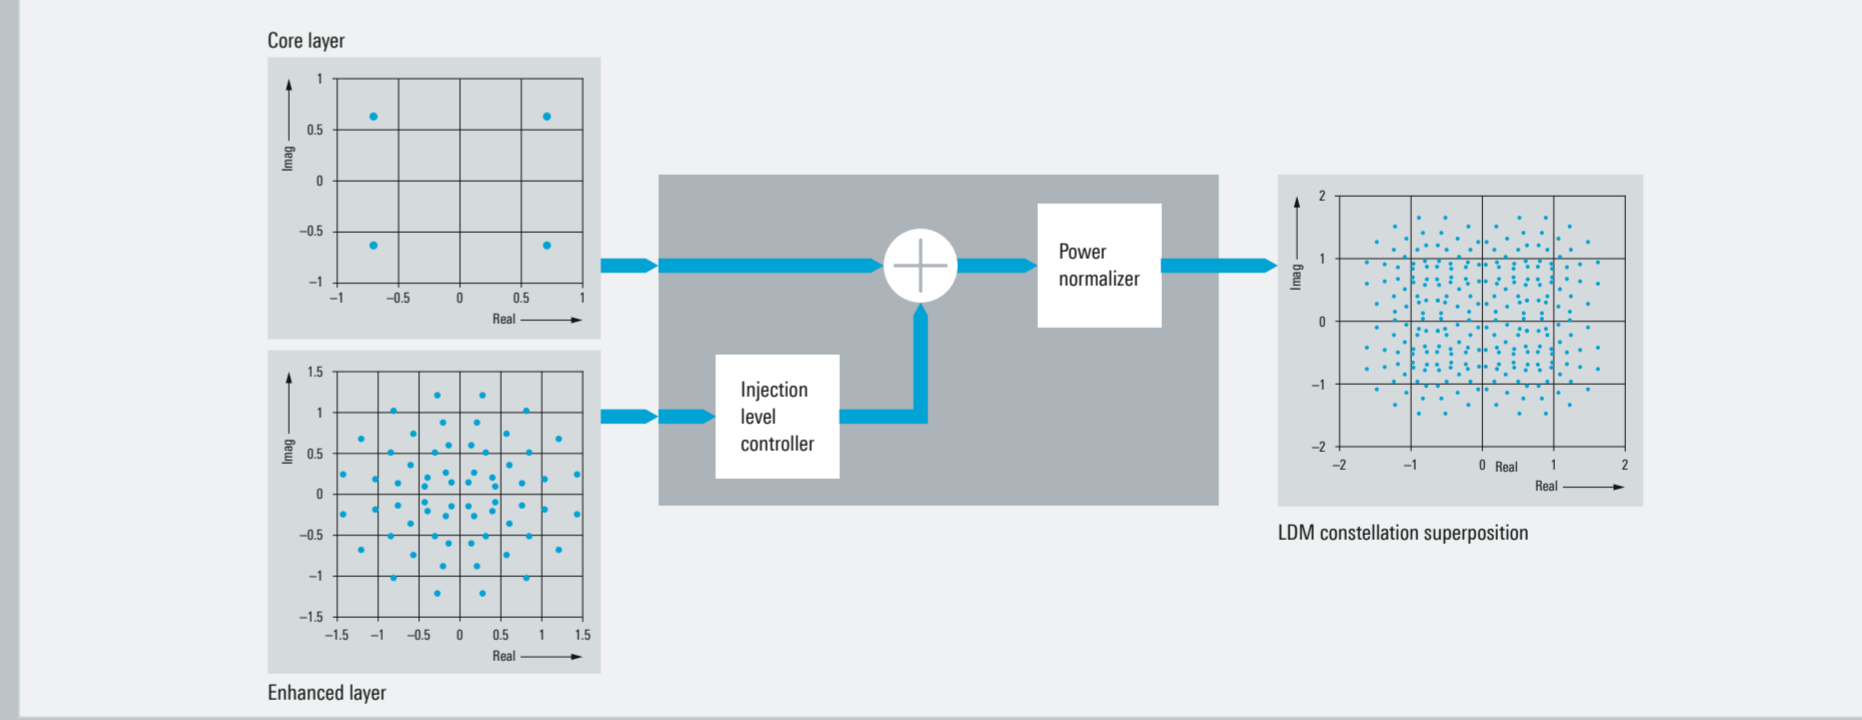 Core layer
1
0.5
0
–0.5
–1
Imag
–1 –0.5 0 0.5 1
Real
1.5
1
0.5
0
–0.5
–1
–1.5
Imag
–1.5 –1 –0.5 0 0.5 1 1.5
Real
Enhanced layer
Injection
level
controller
Power
normalizer
2
1
0
–1
–2
Imag
–2 –1 0 Real 1 2
Real
LDM constellation superposition